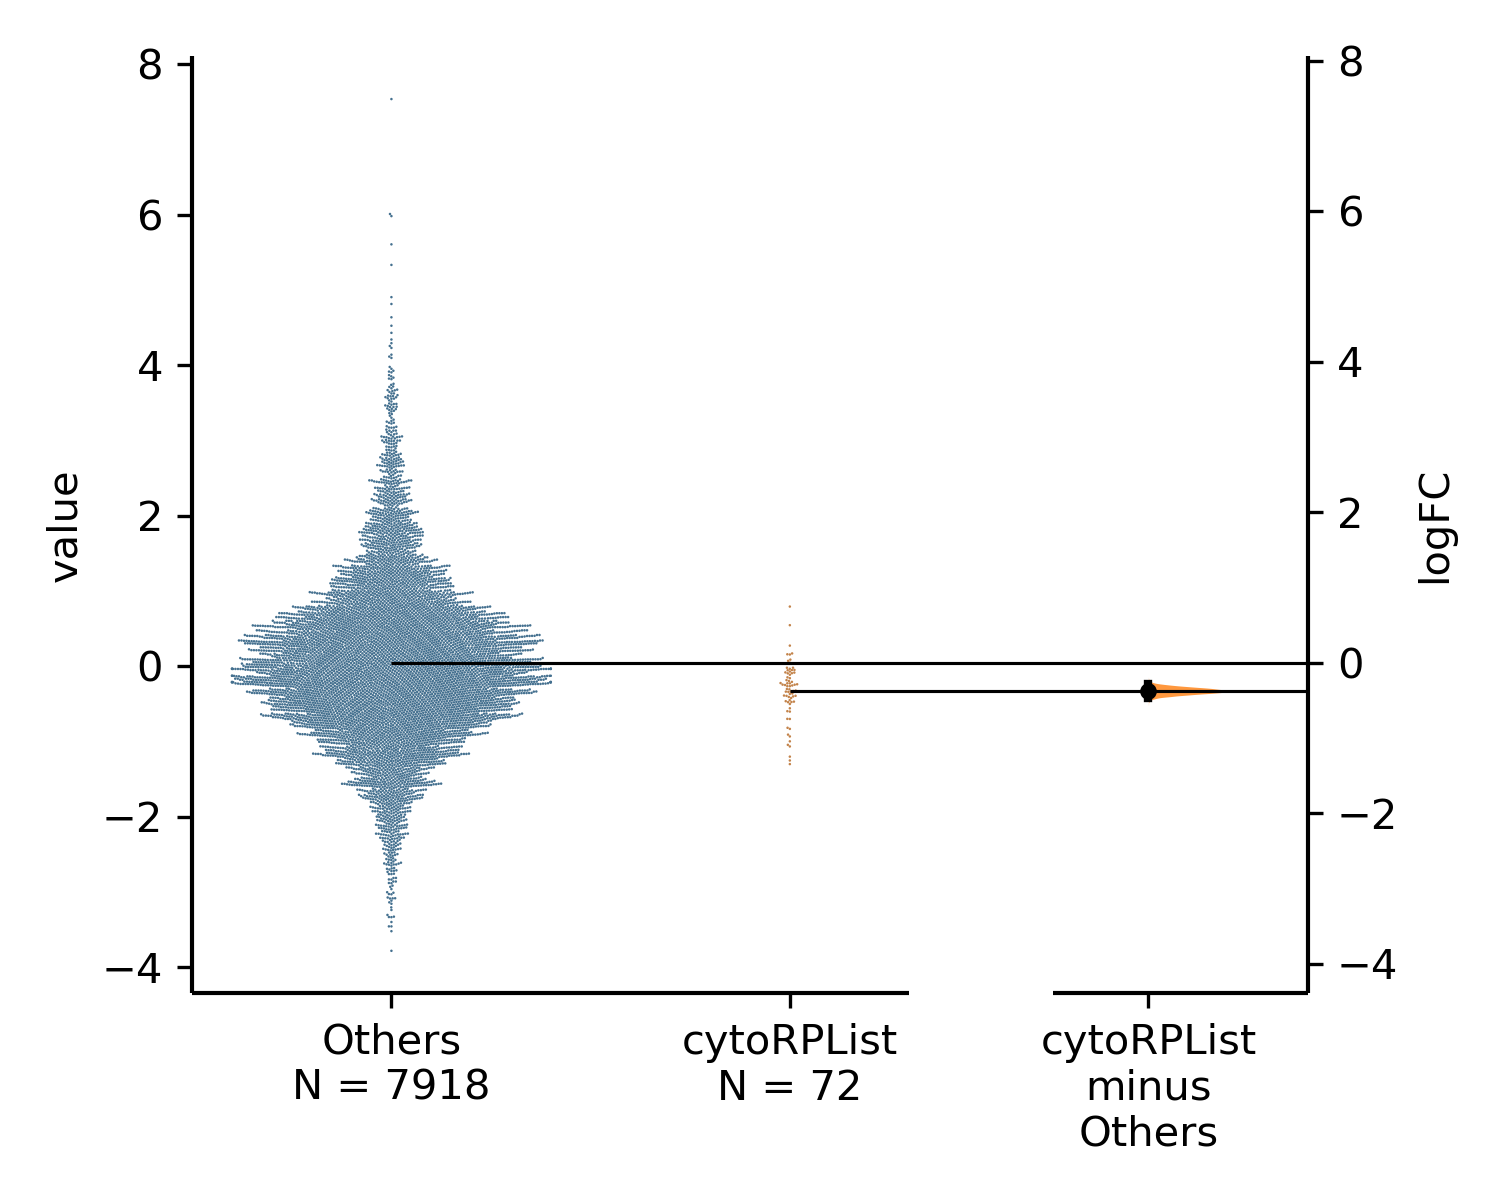 value
8
6
4
2
0
−2
−4
8
6
4
2
0
−2
−4
logFC
Others
N = 7918
cytoRPList
N = 72
cytoRPList
minus
Others